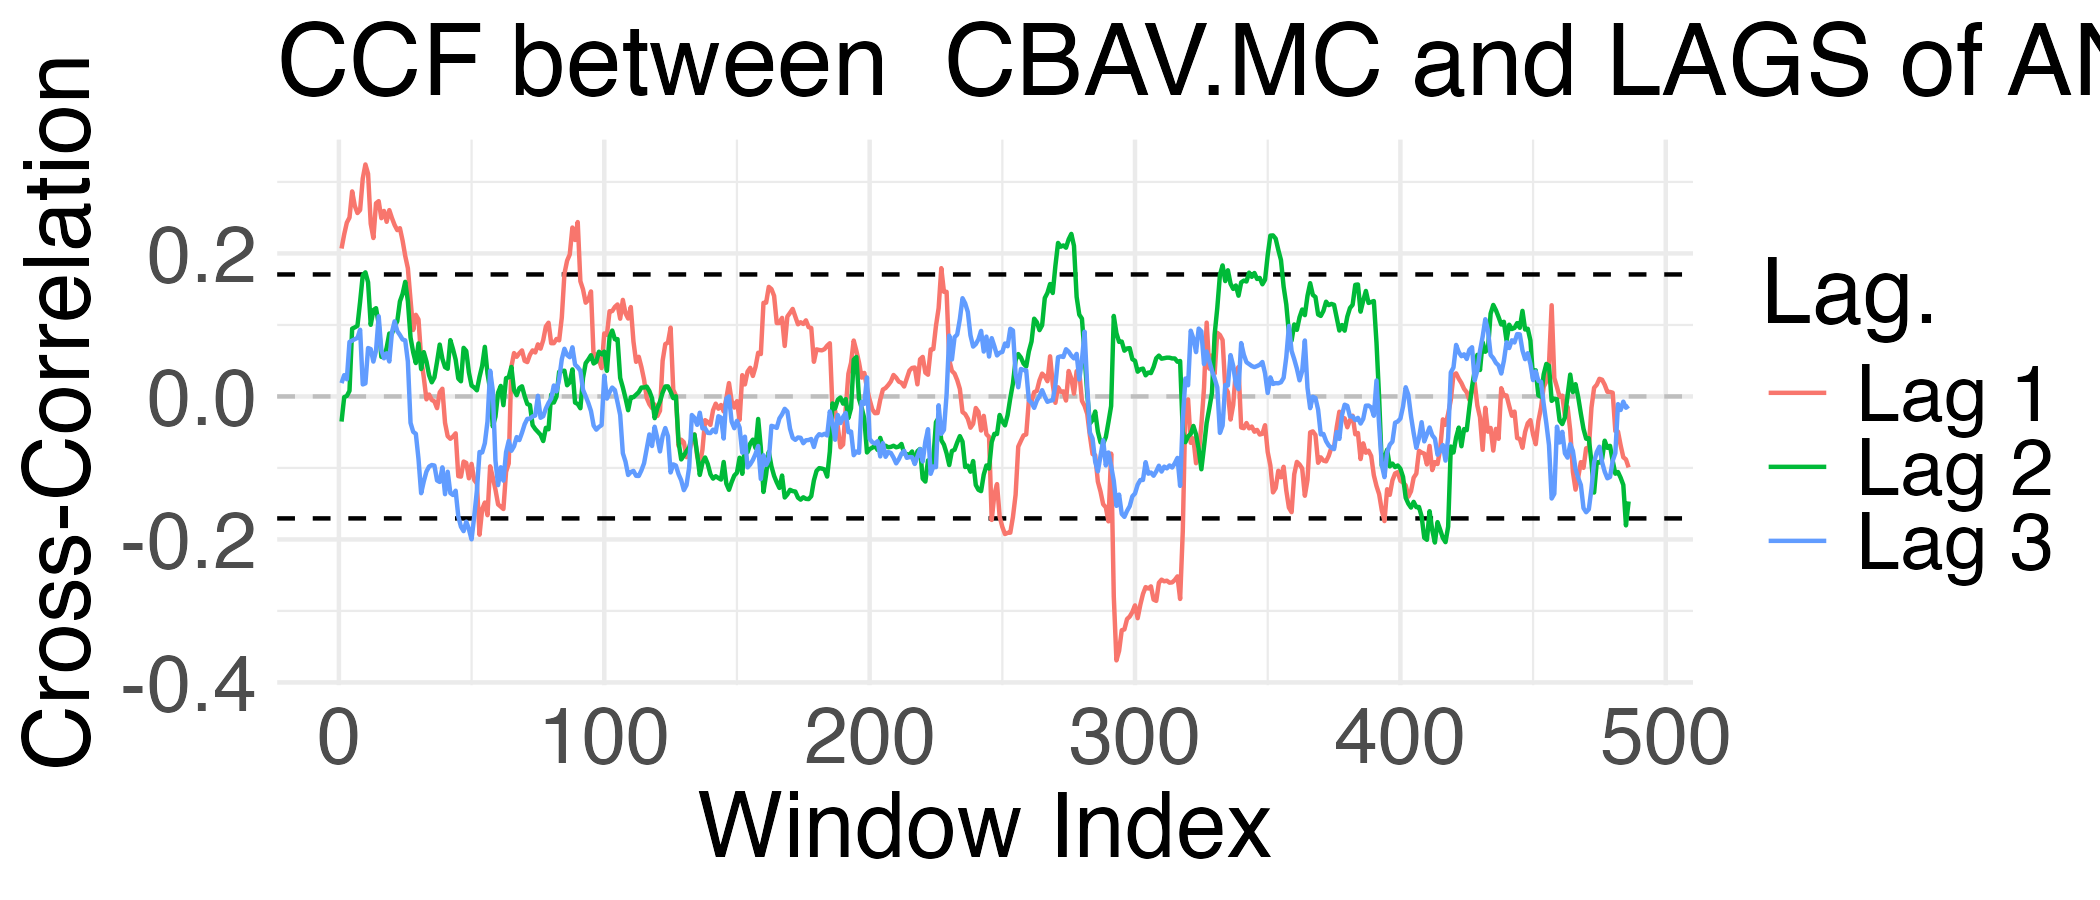 CCF between CBAV.MC and LAGS of AN
Cross-Correlation
0.2
0.0
-0.2
-0.4
0 100 200 300 400 500
Window Index
Lag.
Lag 1
Lag 2
Lag 3